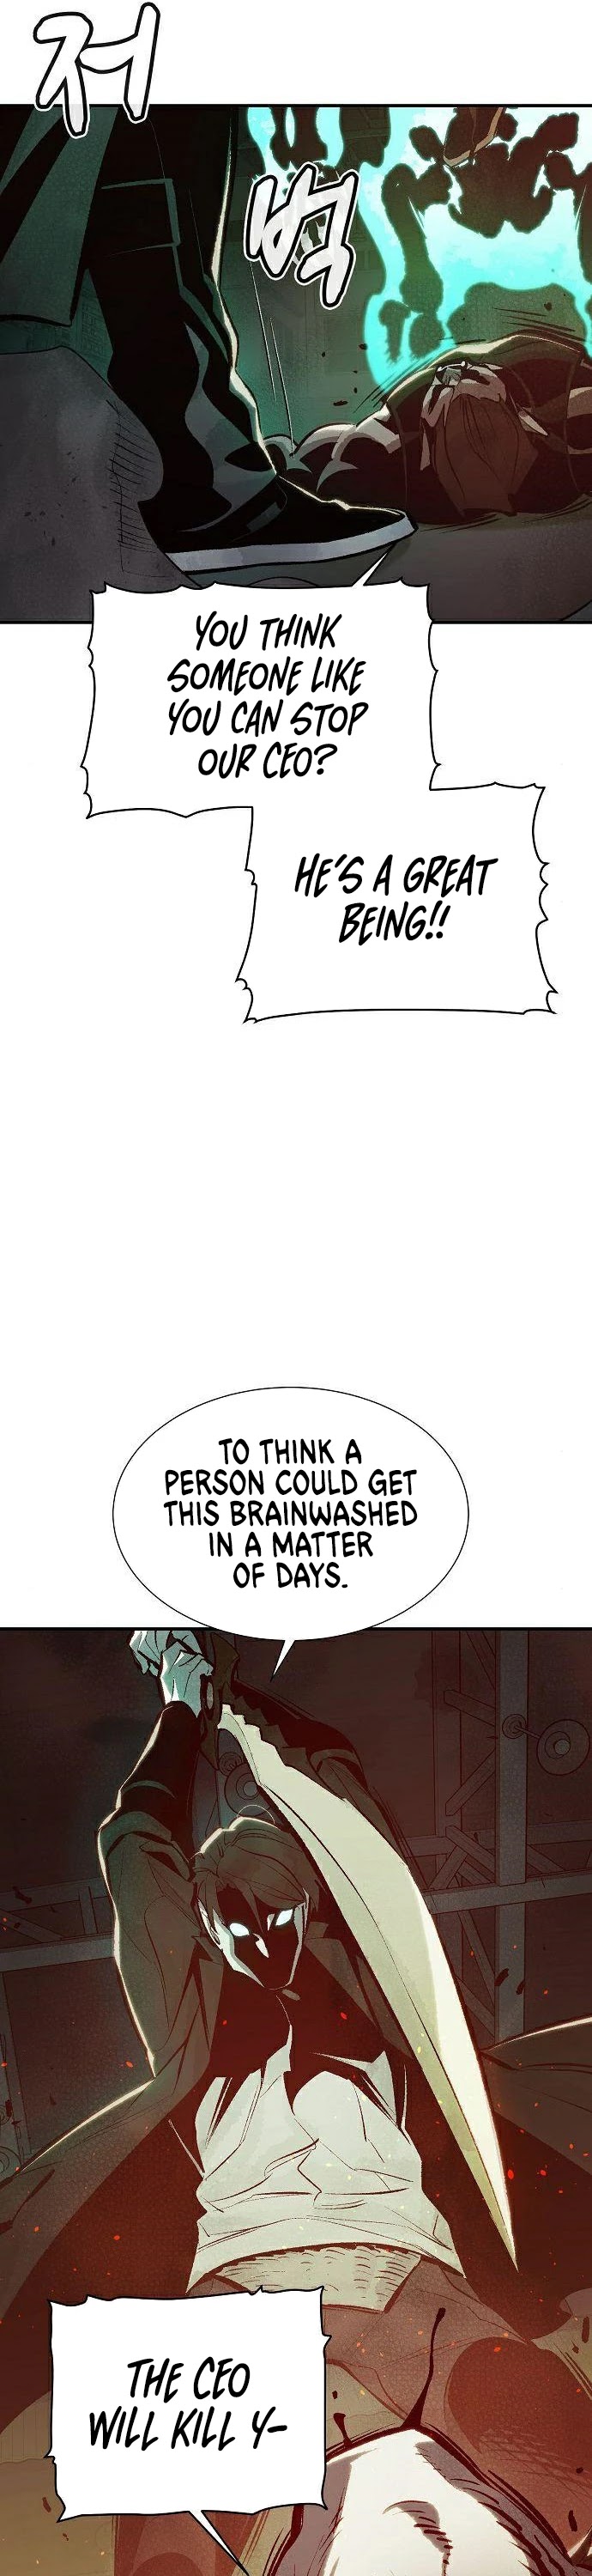 저
벅
YOU THINK
SOMEONE LIKE
YOU CAN STOP
OUR CEO?
HE'S A GREAT
BEING!!
TO THINK A
PERSON COULD GET
THIS BRAINWASHED
IN A MATTER
OF DAYS.
THE CEO
WILL KILL Y-